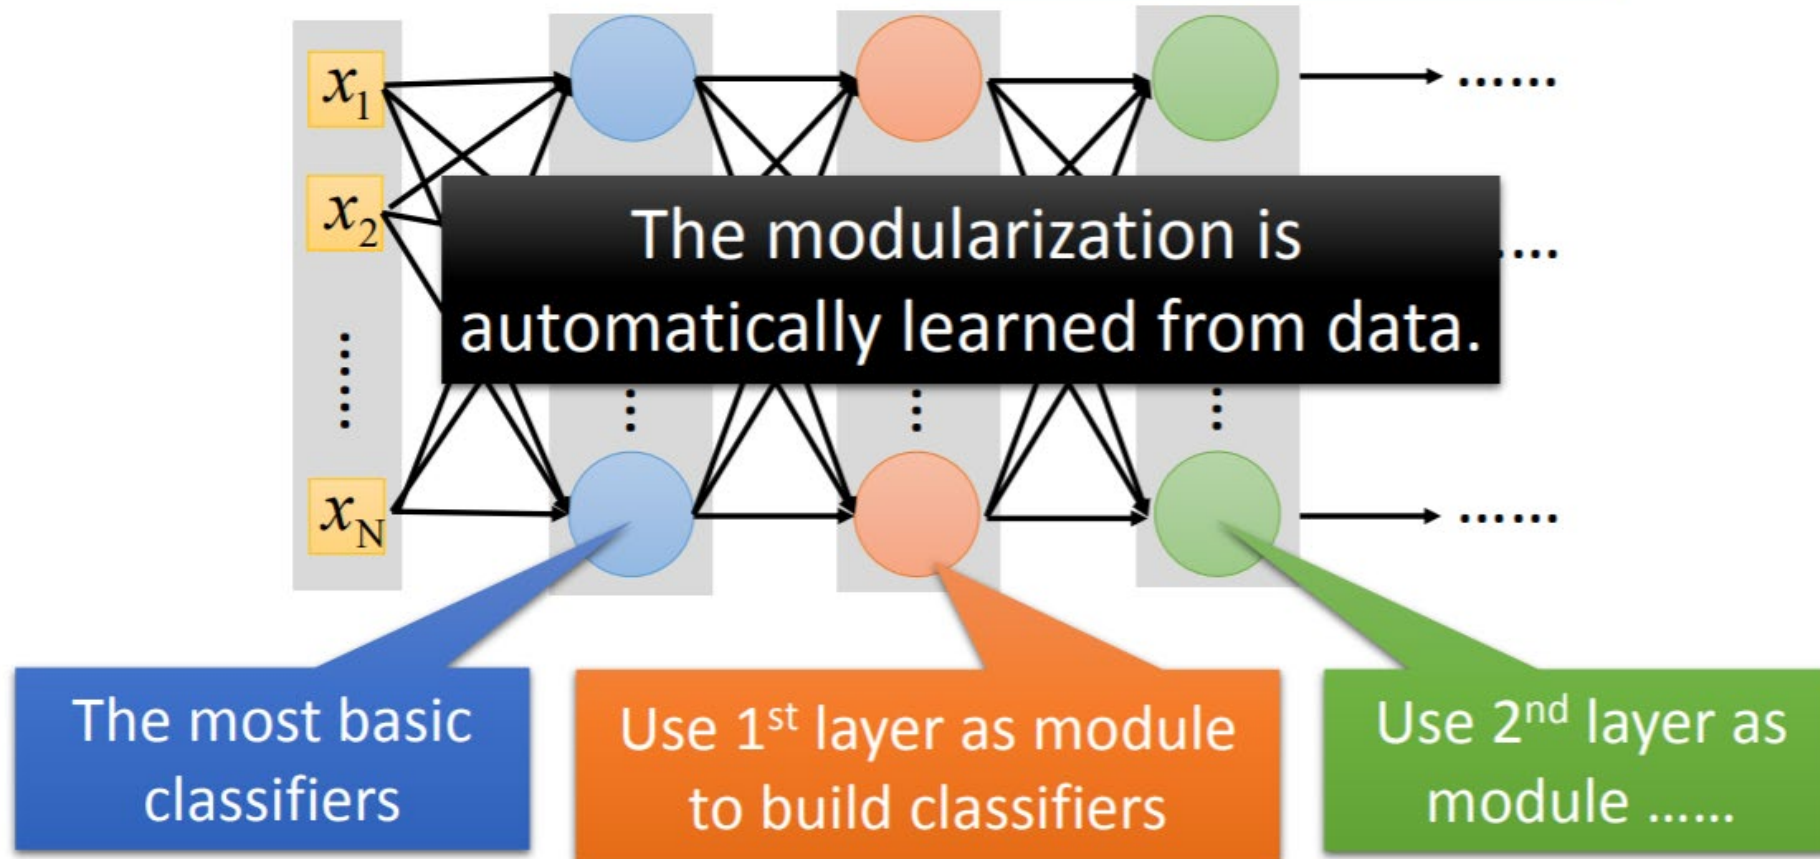 x1
……
x2
The modularization is
…...
automatically learned from data.
……
xN
……
The most basic
classifiers
Use 1st layer as module
to build classifiers
Use 2nd layer as
module ……